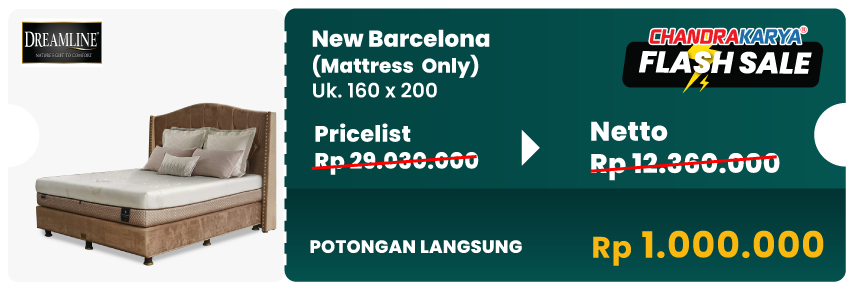 DREAMLINE®
NATURE'S GIFT TO COMFORT
New Barcelona
(Mattress Only)
Uk. 160 x 200
CHANDRAKARYA®
FLASH SALE
Pricelist
Rp 29.030.000
Netto
Rp 12.360.000
POTONGAN LANGSUNG
Rp 1.000.000